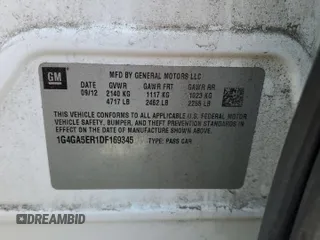 GM
MFD BY GENERAL MOTORS LLC
DATE GVWR GAWR FRT GAWR RR
09/12 2140 KG 1117 KG 1023 KG
4717 LB 2462 LB 2255 LB
THIS VEHICLE CONFORMS TO ALL APPLICABLE U.S. FEDERAL MOTOR
VEHICLE SAFETY, BUMPER, AND THEFT PREVENTION STANDARDS
IN EFFECT ON THE DATE OF MANUFACTURE SHOWN ABOVE.
1G4GA5ER1DF169345 TYPE: PASS CAR
DRAMEBID